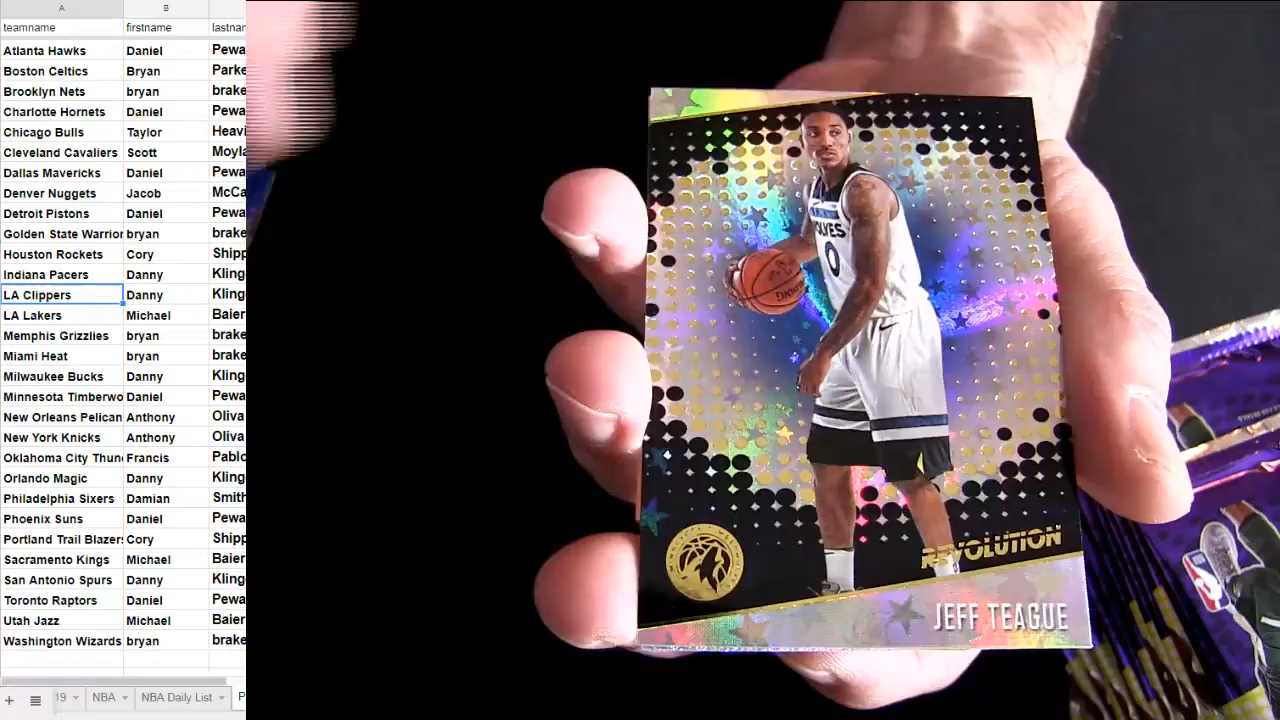 A B
teamname firstname lastnar
Atlanta Hawks Daniel Pewa
Boston Celtics Bryan Parke
Brooklyn Nets bryan brake
Charlotte Hornets Daniel Pewa
Chicago Bulls Taylor Heavi
Cleveland Cavaliers Scott Moyla
Dallas Mavericks Daniel Pewa
Denver Nuggets Jacob McCa
Detroit Pistons Daniel Pewa
Golden State Warrior bryan brake
Houston Rockets Cory Shipp
Indiana Pacers Danny Kling
LA Clippers Danny Kling
LA Lakers Michael Baier
Memphis Grizzlies bryan brake
Miami Heat bryan brake
Milwaukee Bucks Danny Kling
Minnesota Timberwo Daniel Pewa
New Orleans Pelican Anthony Oliva
New York Knicks Anthony Oliva
Oklahoma City Thun Francis Pablo
Orlando Magic Danny Kling
Philadelphia Sixers Damian Smith
Phoenix Suns Daniel Pewa
Portland Trail Blazers Cory Shipp
Sacramento Kings Michael Baier
San Antonio Spurs Danny Kling
Toronto Raptors Daniel Pewa
Utah Jazz Michael Baier
Washington Wizards bryan brake
19 NBA NBA Daily List P
OLVES
0
REVOLUTION
JEFF TEAGUE